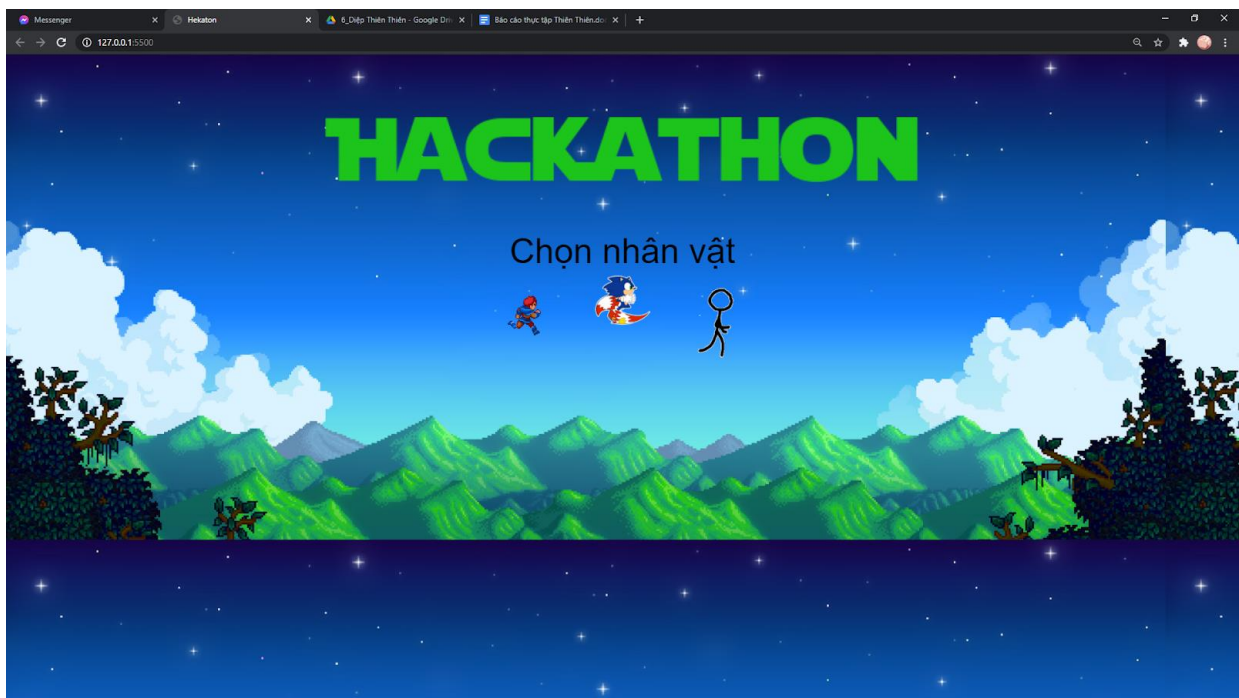 Messenger
Hekaton
6_Diệp Thiên Thiên - Google Dri
Báo cáo thực tập Thiên Thiên.do
127.0.0.1:5500
HACKATHON
Chọn nhân vật